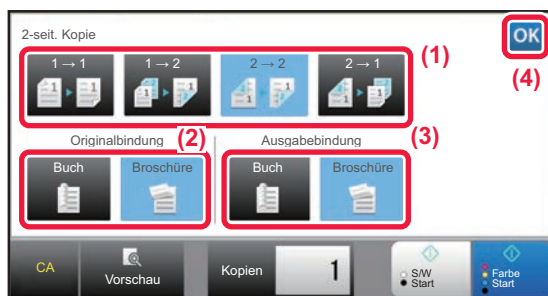 2-seit. Kopie
OK
(1)
(4)
1 → 1
1 → 2
2 → 2
2 → 1
Originalbindung
(2)
Ausgabebindung
(3)
Buch
Broschüre
Buch
Broschüre
CA
Vorschau
Kopien
1
S/W
Start
Farbe
Start